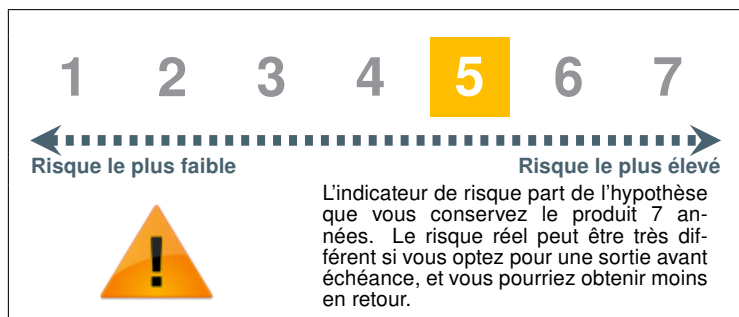 1 2 3 4 5 6 7
Risque le plus faible Risque le plus élevé
L'indicateur de risque part de l'hypothèse
que vous conservez le produit 7 an-
nées. Le risque réel peut être très dif-
férent si vous optez pour une sortie avant
échéance, et vous pourriez obtenir moins
en retour.
!